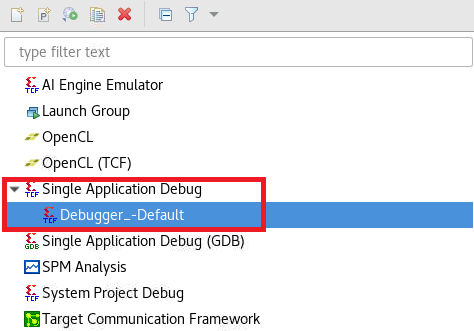 type filter text
TCF AI Engine Emulator
Launch Group
OpenCL
OpenCL (TCF)
TCF Single Application Debug
TCF Debugger_-Default
GDB Single Application Debug (GDB)
SPM Analysis
TCF System Project Debug
Target Communication Framework